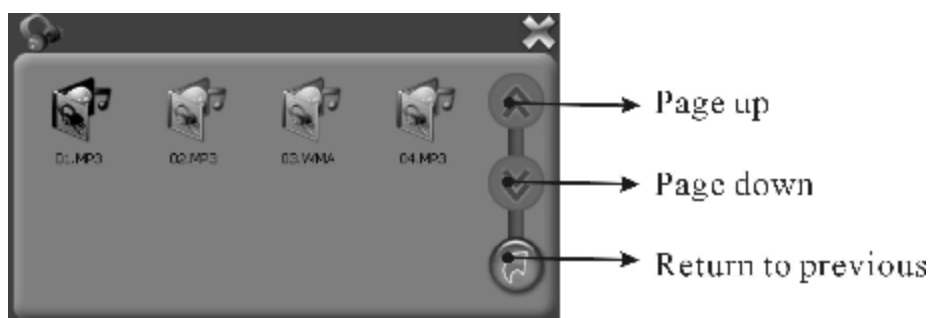 01.MP3 02.MP3 03.WMA 04.MP3
Page up
Page down
Return to previous